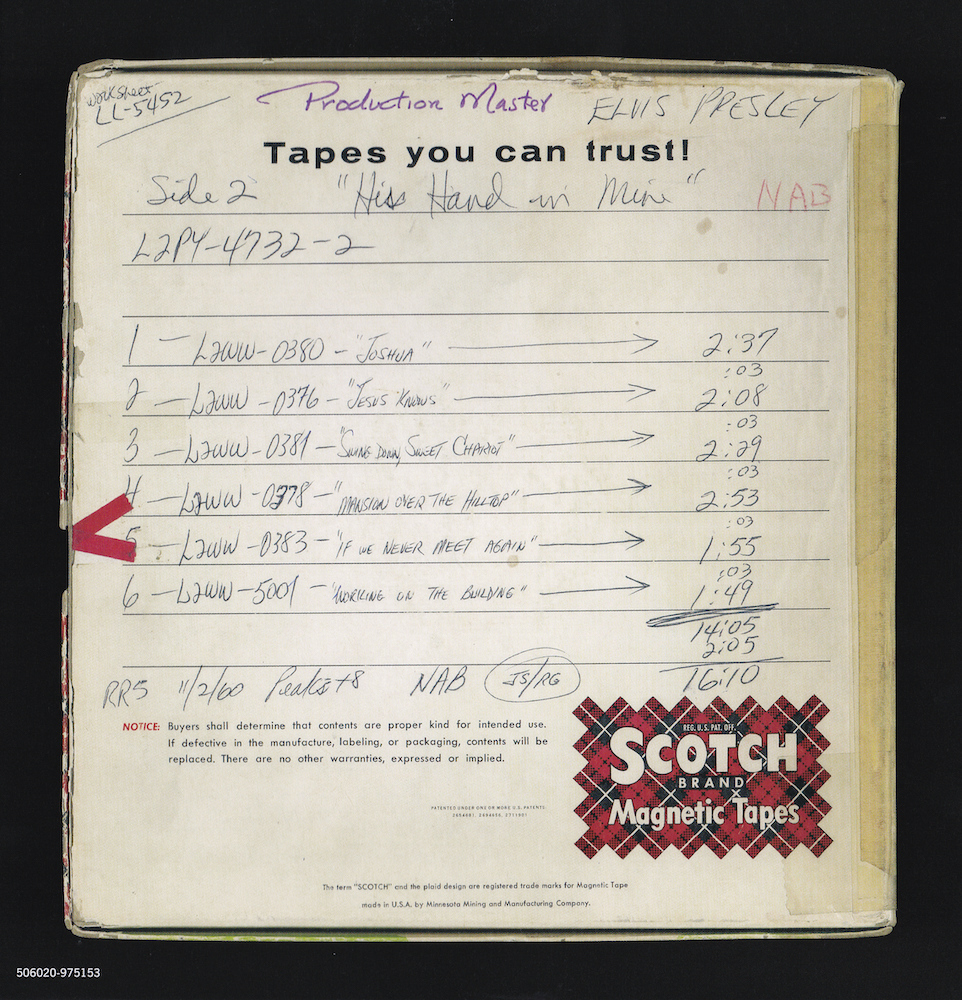 Worksheet
LL-5452
Production Master
ELVIS PRESLEY
Tapes you can trust!
Side 2 "His Hand in Mine" NAB
L2PY-4732-2
1 — L2WW-0380 - "JOSHUA" → 2:37
:03
2 — L2WW-0376 - "JESUS KNOWS" → 2:08
:03
3 — L2WW-0381 - "SWING DOWN, SWEET CHARIOT" → 2:29
:03
4 — L2WW-0378 - "MANSION OVER THE HILLTOP" → 2:53
:03
5 - L2WW-0383 - "IF WE NEVER MEET AGAIN" → 1:55
:03
6 — L2WW-5001 - "WORKING ON THE BUILDING" → 1:49
14:05
2:05
16:10
RR5 11/2/60 Peaks +8 NAB JS/RG
NOTICE: Buyers shall determine that contents are proper kind for intended use.
If defective in the manufacture, labeling, or packaging, contents will be
replaced. There are no other warranties, expressed or implied.
REG. U.S. PAT. OFF.
SCOTCH
BRAND
Magnetic Tapes
PATENTED UNDER ONE OR MORE U.S. PATENTS:
The term "SCOTCH" and the plaid design are registered trade marks for Magnetic Tape
made in U.S.A. by Minnesota Mining and Manufacturing Company.
506020-975153